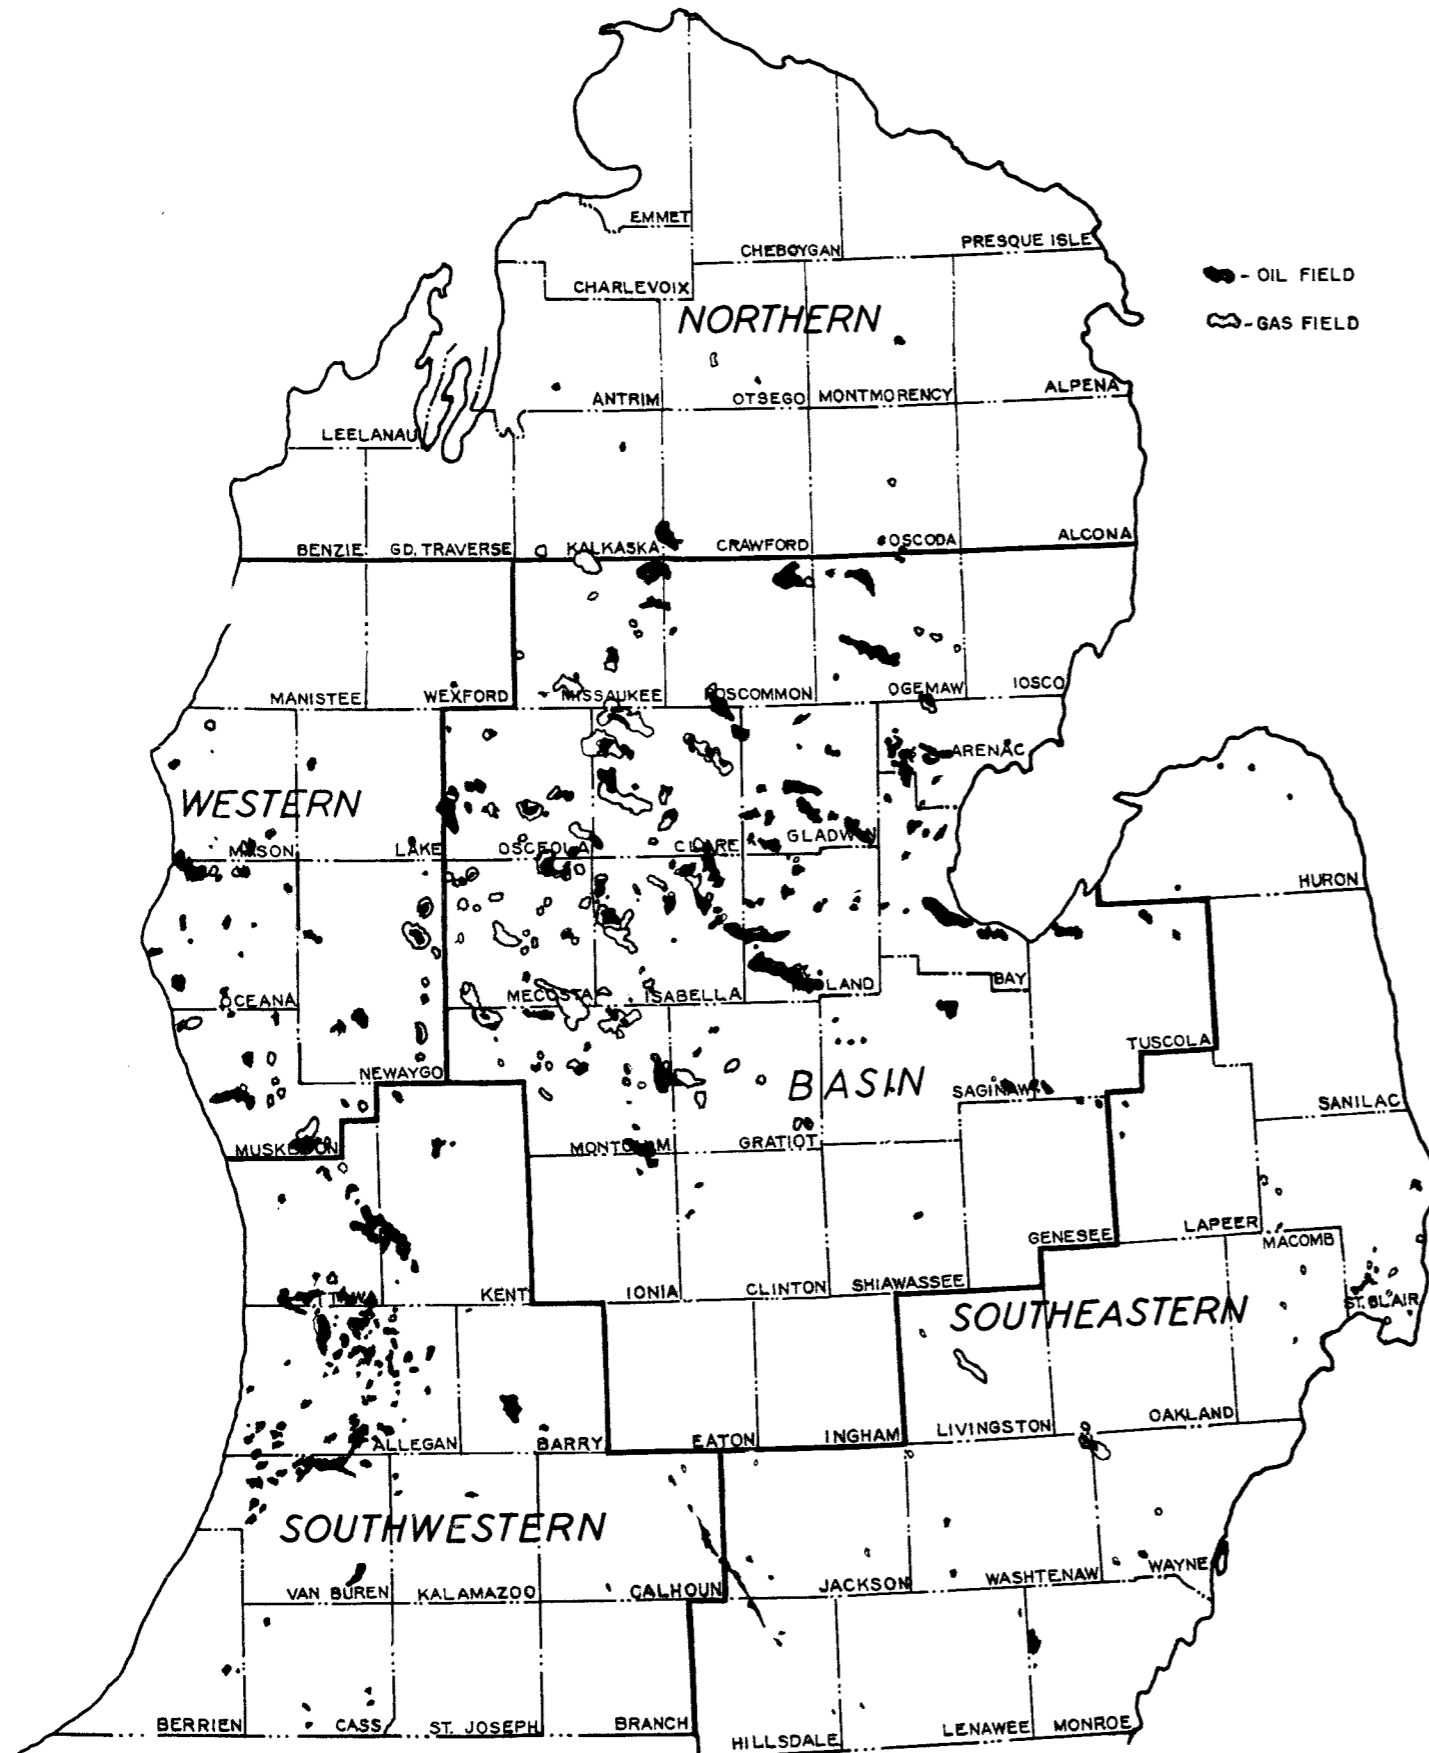 EMMET
CHEBOYGAN
PRESQUE ISLE
- OIL FIELD
CHARLEVOIX
NORTHERN
- GAS FIELD
ANTRIM
OTSEGO
MONTMORENCY
ALPENA
LEELANAU
BENZIE
GD. TRAVERSE
KALKASKA
CRAWFORD
OSCODA
ALCONA
MANISTEE
WEXFORD
MISSAUKEE
ROSCOMMON
OGEMAW
IOSCO
ARENAC
WESTERN
MASON
LAKE
OSCEOLA
CLARE
GLADWIN
HURON
OCEANA
MECOSTA
ISABELLA
MIDLAND
BAY
TUSCOLA
NEWAYGO
BASIN
SAGINAW
SANILAC
MUSKEGON
MONTCALM
GRATIOT
GENESEE
LAPEER
MACOMB
OTTAWA
KENT
IONIA
CLINTON
SHIAWASSEE
SOUTHEASTERN
ST. CLAIR
ALLEGAN
BARRY
EATON
INGHAM
LIVINGSTON
OAKLAND
SOUTHWESTERN
VAN BUREN
KALAMAZOO
CALHOUN
JACKSON
WASHTENAW
WAYNE
BERRIEN
CASS
ST. JOSEPH
BRANCH
HILLSDALE
LENAWEE
MONROE